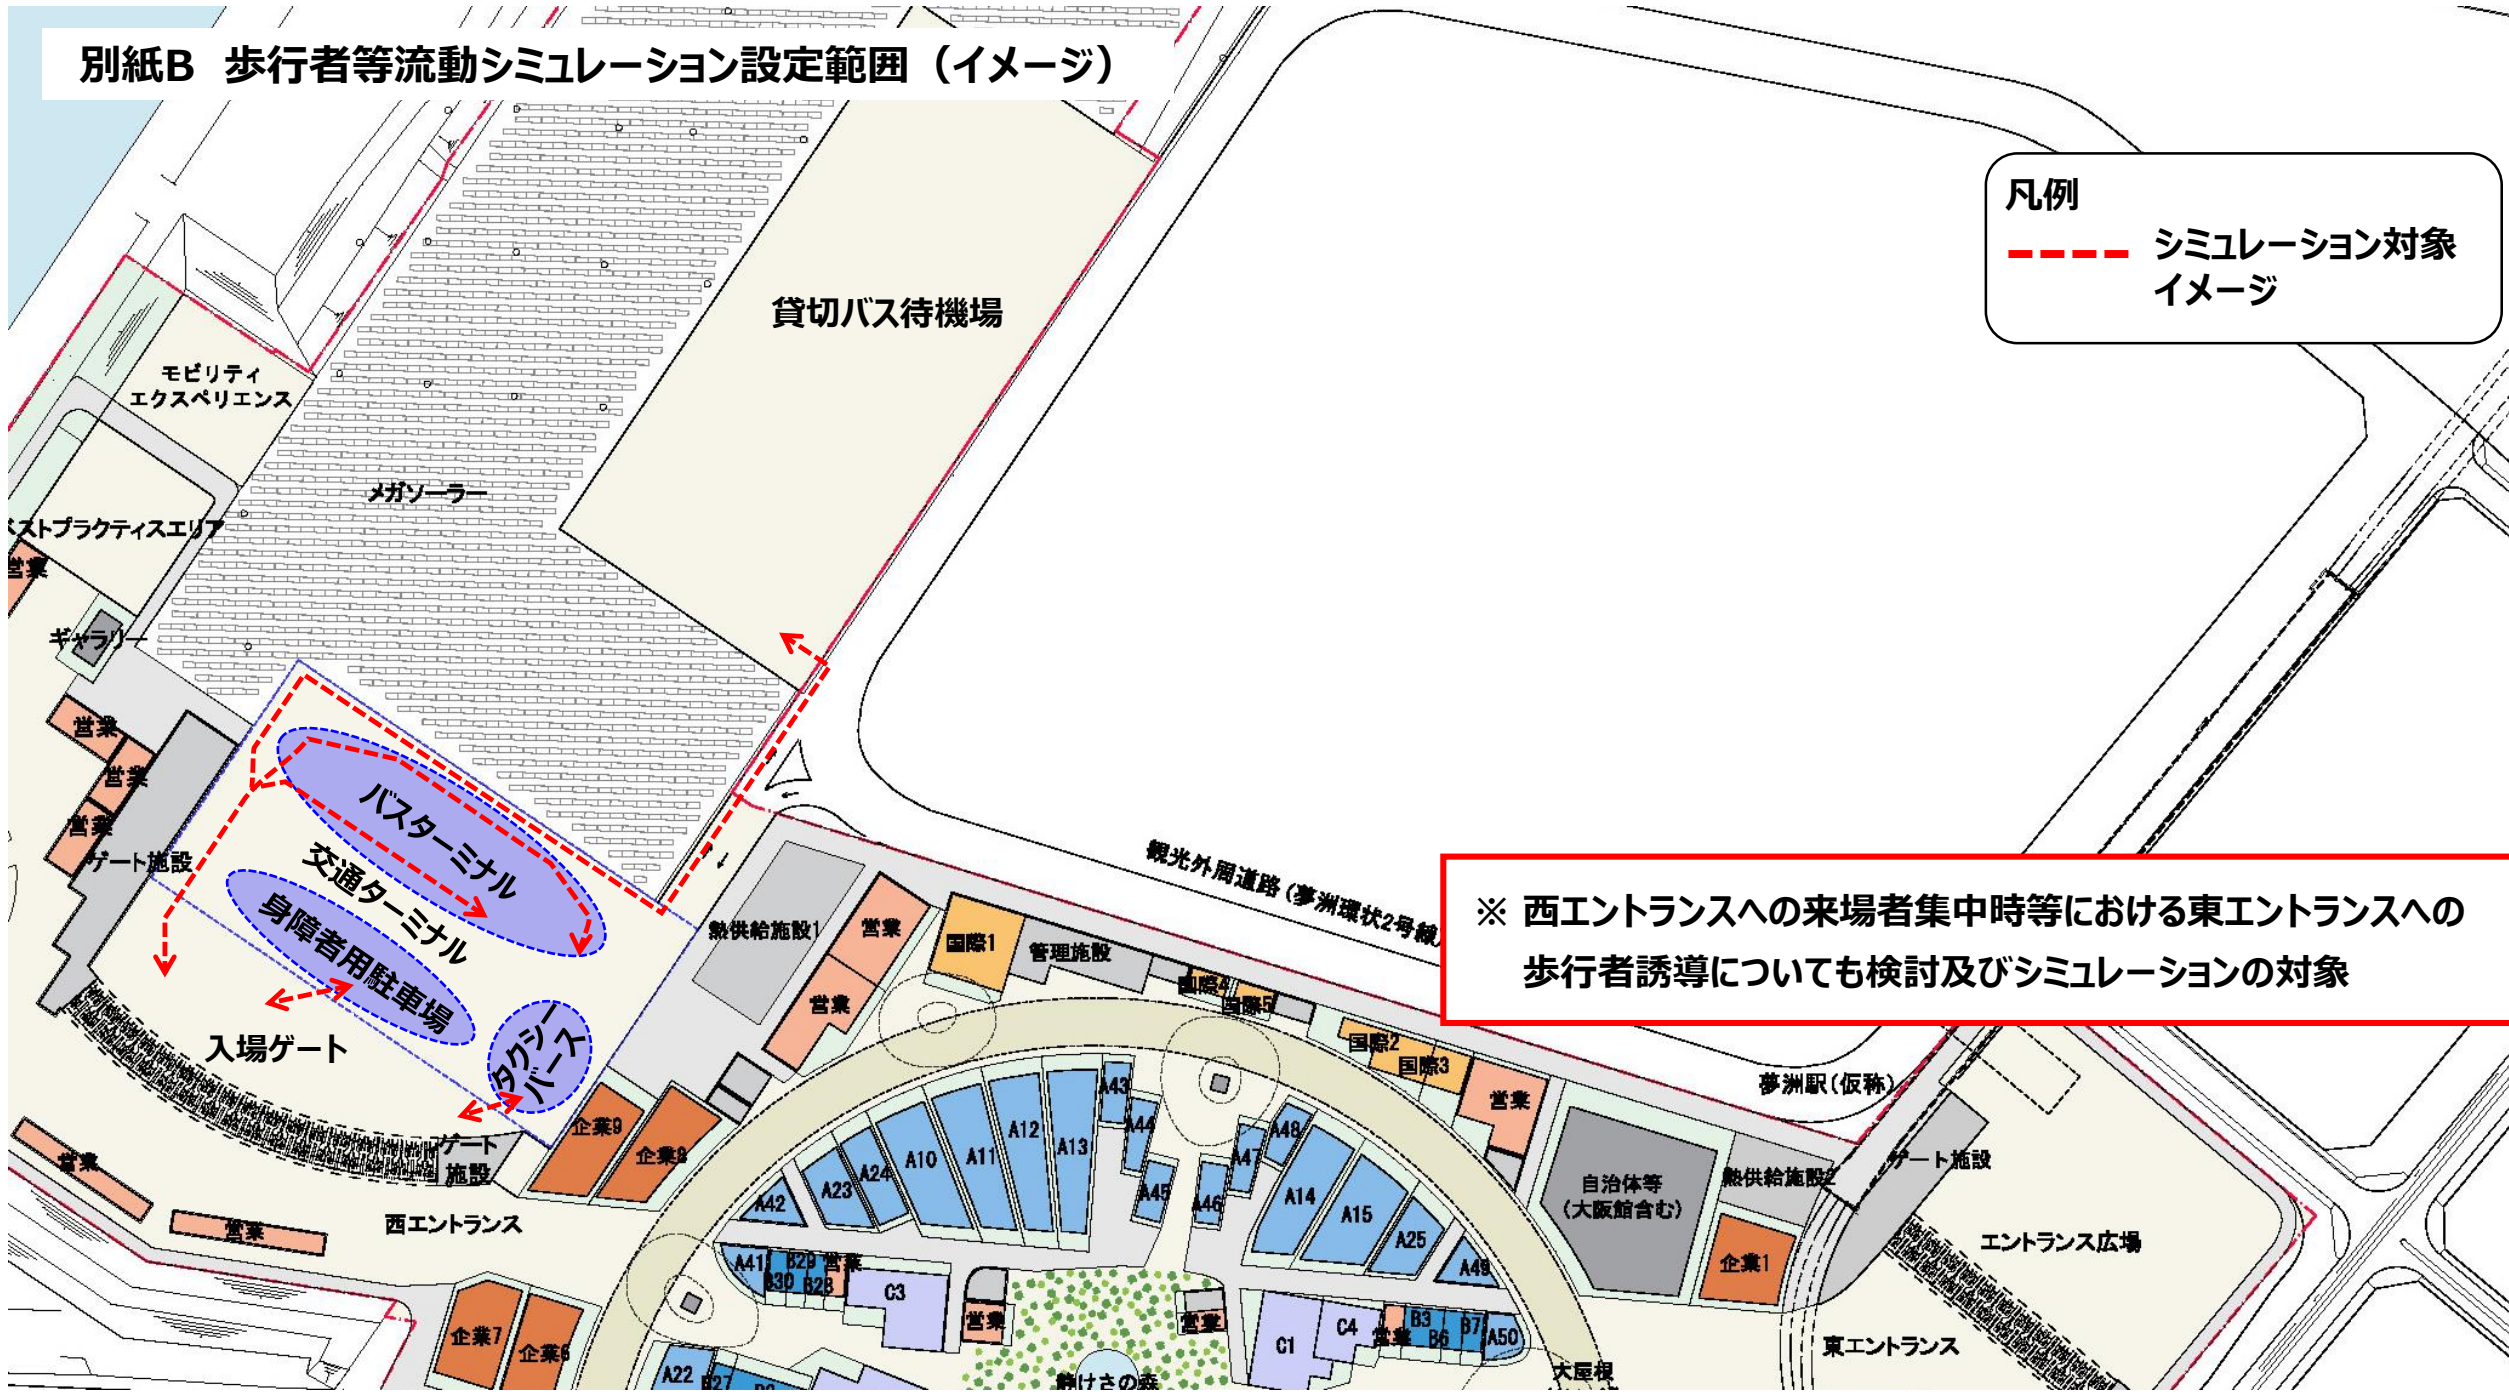 別紙B 歩行者等流動シミュレーション設定範囲（イメージ）
凡例
シミュレーション対象
イメージ
貸切バス待機場
モビリティ
エクスペリエンス
メガソーラー
ベストプラクティスエリア
営業
ギャラリー
営業
営業
営業
ゲート施設
バスターミナル
交通ターミナル
身障者用駐車場
タクシー
バース
入場ゲート
ゲート
施設
営業
営業
西エントランス
熱供給施設1
営業
営業
国際1
管理施設
国際4
国際5
国際2
国際3
営業
観光外周道路(夢洲環状2号線)
※ 西エントランスへの来場者集中時等における東エントランスへの
歩行者誘導についても検討及びシミュレーションの対象
夢洲駅(仮称)
ゲート施設
熱供給施設2
自治体等
(大阪館含む)
企業1
エントランス広場
東エントランス
企業9
企業8
企業7
企業6
A42
A23
A24
A10
A11
A12
A13
A43
A44
A45
A46
A47
A48
A14
A15
A25
A49
A41
B29
営業
B30
B28
C3
営業
営業
C1
C4
営業
B3
B6
B7
A50
A22
B27
静けさの森
大屋根